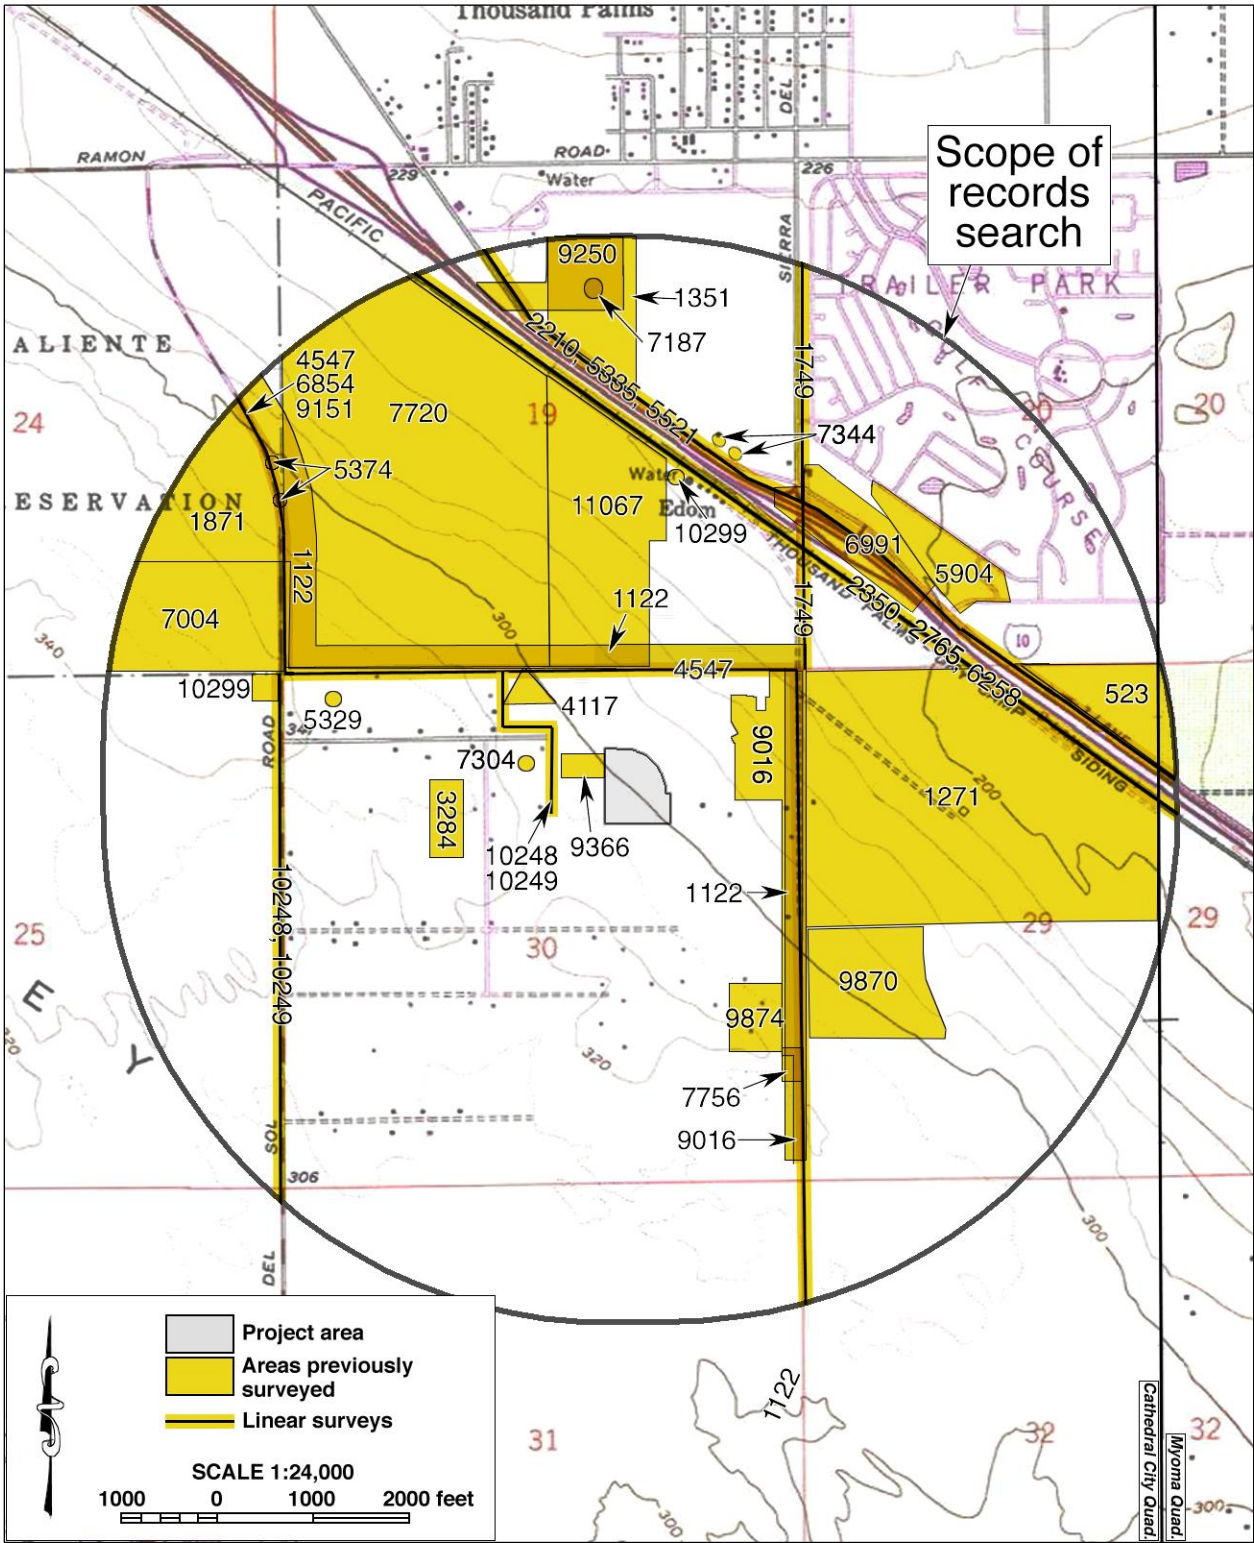 Thousand Palms
DEL
RAMON
ROAD
229
Water
226
PACIFIC
SIERRA
Scope of
records
search
9250
1351
7187
TRAILER PARK
ALIENTE
4547
6854
9151
7720
2210, 5335, 5521
1749
24
19
20
20
7344
5374
Water
Edom
COURSE
ESERVATION
1871
11067
10299
6991
5904
1122
THOUSAND PALMS
1749
2350, 2765, 6258
7004
1122
300
10
340
4547
523
10299
5329
4117
9016
ROAD
7304
SIDING
1271
200
3284
9366
10248
10249
1122
10248, 10249
25
30
29
29
9870
E
Y
9874
320
320
7756
9016
SOL
306
300
DEL
Project area
Areas previously
surveyed
Linear surveys
SCALE 1:24,000
1000 0 1000 2000 feet
1122
31
32
32
300
300
Cathedral City Quad.
Myoma Quad.